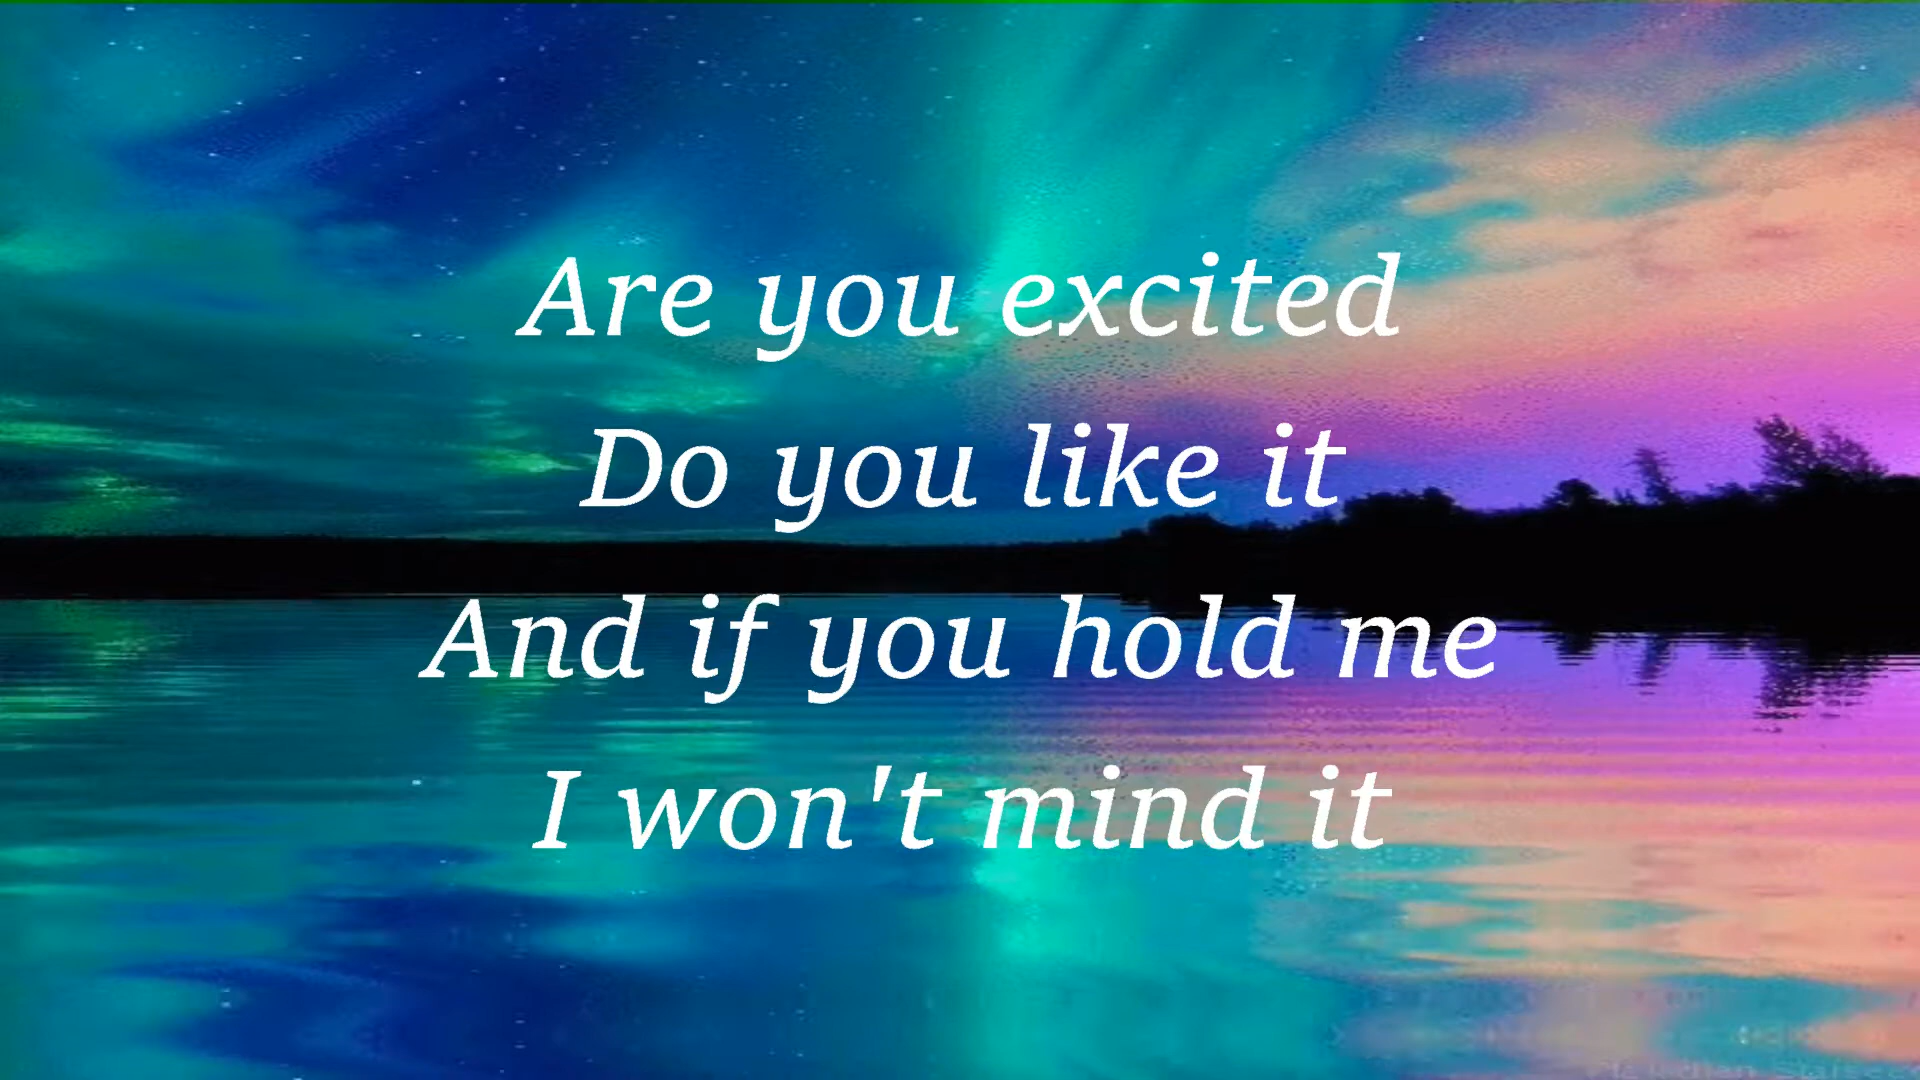 Are you excited
Do you like it
And if you hold me
I won't mind it